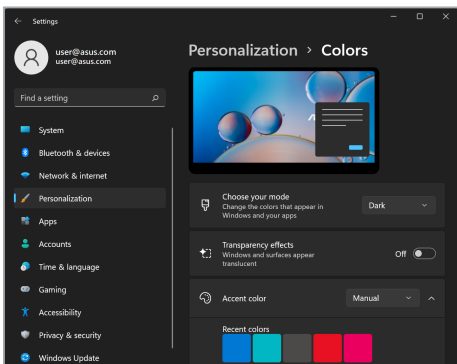 Settings
user@asus.com
user@asus.com
Find a setting
System
Bluetooth & devices
Network & internet
Personalization
Apps
Accounts
Time & language
Gaming
Accessibility
Privacy & security
Windows Update
Personalization > Colors
Choose your mode
Change the colors that appear in
Windows and your apps
Dark
Transparency effects
Windows and surfaces appear
translucent
Off
Accent color
Manual
Recent colors